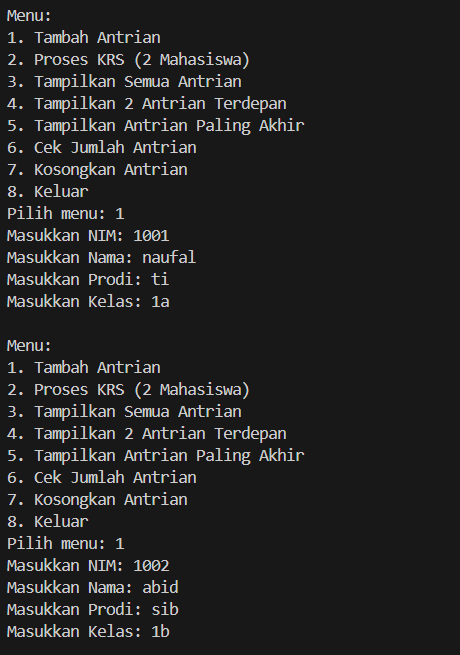 Menu:
1. Tambah Antrian
2. Proses KRS (2 Mahasiswa)
3. Tampilkan Semua Antrian
4. Tampilkan 2 Antrian Terdepan
5. Tampilkan Antrian Paling Akhir
6. Cek Jumlah Antrian
7. Kosongkan Antrian
8. Keluar
Pilih menu: 1
Masukkan NIM: 1001
Masukkan Nama: naufal
Masukkan Prodi: ti
Masukkan Kelas: 1a

Menu:
1. Tambah Antrian
2. Proses KRS (2 Mahasiswa)
3. Tampilkan Semua Antrian
4. Tampilkan 2 Antrian Terdepan
5. Tampilkan Antrian Paling Akhir
6. Cek Jumlah Antrian
7. Kosongkan Antrian
8. Keluar
Pilih menu: 1
Masukkan NIM: 1002
Masukkan Nama: abid
Masukkan Prodi: sib
Masukkan Kelas: 1b